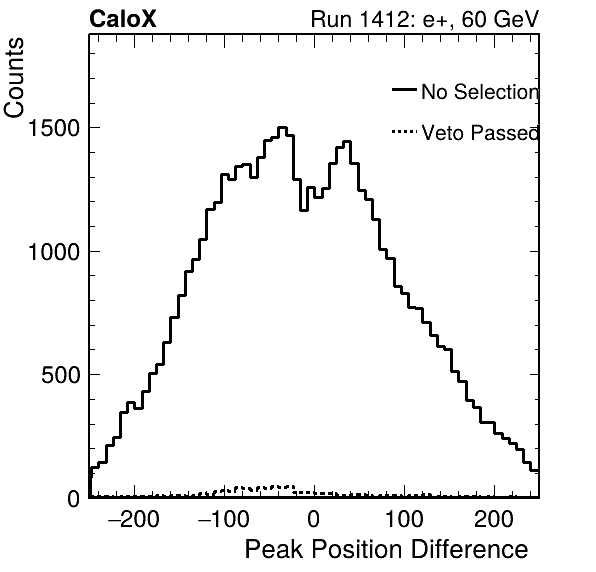 CaloX Run 1412: e+, 60 GeV
Counts
No Selection
Veto Passed
1500
1000
500
0
−200 −100 0 100 200
Peak Position Difference